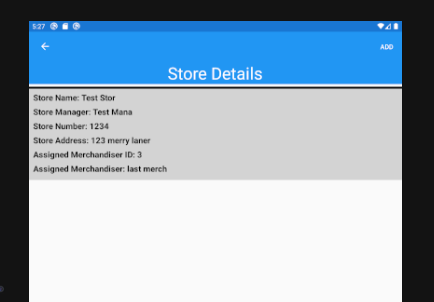 5:27
ADD
Store Details
Store Name: Test Stor
Store Manager: Test Mana
Store Number: 1234
Store Address: 123 merry laner
Assigned Merchandiser ID: 3
Assigned Merchandiser: last merch